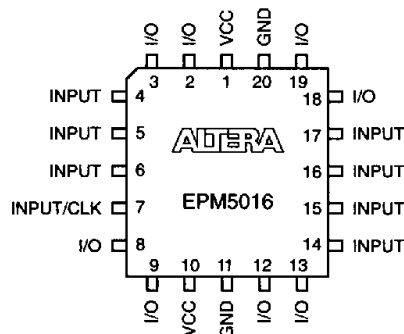 I/O I/O VCC GND I/O
3 2 1 20 19
INPUT 4 18 I/O
INPUT 5 ALTERA 17 INPUT
INPUT 6 16 INPUT
INPUT/CLK 7 EPM5016 15 INPUT
I/O 8 14 INPUT
9 10 11 12 13
I/O VCC GND I/O I/O